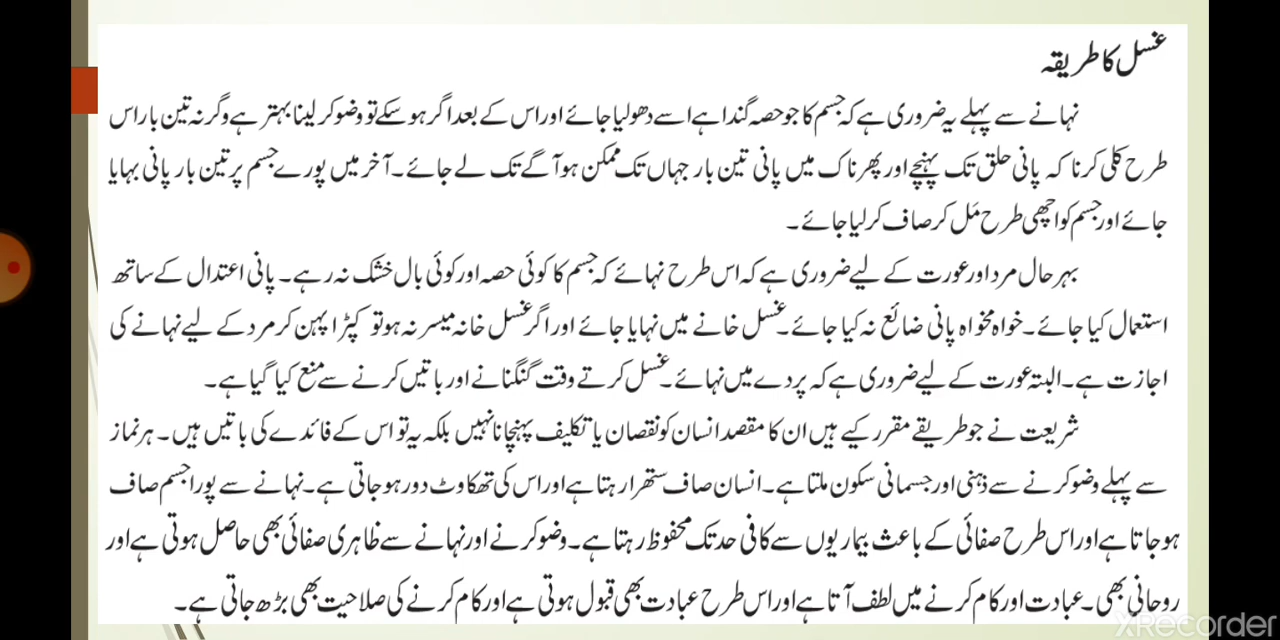 غسل کا طریقہ
نہانے سے پہلے یہ ضروری ہے کہ جسم کا جو حصہ گندا ہے اسے دھو لیا جائے اور اس کے بعد اگر ہو سکے تو وضو کر لینا بہتر ہے وگرنہ تین بار اس
طرح کلی کرنا کہ پانی حلق تک پہنچے اور پھر ناک میں پانی تین بار جہاں تک ممکن ہو آگے تک لے جائے۔ آخر میں پورے جسم پر تین بار پانی بہایا
جائے اور جسم کو اچھی طرح مَل کر صاف کر لیا جائے۔
بہر حال مرد اور عورت کے لیے ضروری ہے کہ اس طرح نہائے کہ جسم کا کوئی حصہ اور کوئی بال خشک نہ رہے۔ پانی اعتدال کے ساتھ
استعمال کیا جائے۔ خواہ مخواہ پانی ضائع نہ کیا جائے۔ غسل خانے میں نہایا جائے اور اگر غسل خانہ میسر نہ ہو تو کپڑا پہن کر مرد کے لیے نہانے کی
اجازت ہے۔ البتہ عورت کے لیے ضروری ہے کہ پردے میں نہائے۔ غسل کرتے وقت گنگنانے اور باتیں کرنے سے منع کیا گیا ہے۔
شریعت نے جو طریقے مقرر کیے ہیں ان کا مقصد انسان کو نقصان یا تکلیف پہنچانا نہیں بلکہ یہ تو اس کے فائدے کی باتیں ہیں۔ ہر نماز
سے پہلے وضو کرنے سے ذہنی اور جسمانی سکون ملتا ہے۔ انسان صاف ستھرا رہتا ہے اور اس کی تھکاوٹ دور ہو جاتی ہے۔ نہانے سے پورا جسم صاف
ہو جاتا ہے اور اس طرح صفائی کے باعث بیماریوں سے کافی حد تک محفوظ رہتا ہے۔ وضو کرنے اور نہانے سے ظاہری صفائی بھی حاصل ہوتی ہے اور
روحانی بھی۔ عبادت اور کام کرنے میں لطف آتا ہے اور اس طرح عبادت بھی قبول ہوتی ہے اور کام کرنے کی صلاحیت بھی بڑھ جاتی ہے۔
XRecorder